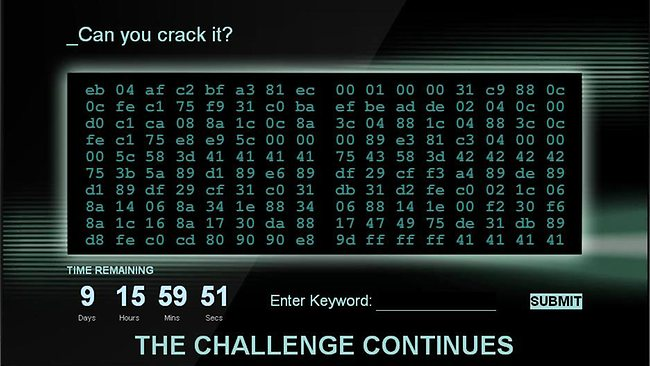 _Can you crack it?
eb 04 af c2 bf a3 81 ec 00 01 00 00 31 c9 88 0c
0c fe c1 75 f9 31 c0 ba ef be ad de 02 04 0c 00
d0 c1 ca 08 8a 1c 0c 8a 3c 04 88 1c 04 88 3c 0c
fe c1 75 e8 e9 5c 00 00 00 89 e3 81 c3 04 00 00
00 5c 58 3d 41 41 41 41 75 43 58 3d 42 42 42 42
75 3b 5a 89 d1 89 e6 89 df 29 cf f3 a4 89 de 89
d1 89 df 29 cf 31 c0 31 db 31 d2 fe c0 02 1c 06
8a 14 06 8a 34 1e 88 34 06 88 14 1e 00 f2 30 f6
8a 1c 16 8a 17 30 da 88 17 47 49 75 de 31 db 89
d8 fe c0 cd 80 90 90 e8 9d ff ff ff 41 41 41 41
TIME REMAINING
9 15 59 51
Days Hours Mins Secs
Enter Keyword: SUBMIT
THE CHALLENGE CONTINUES